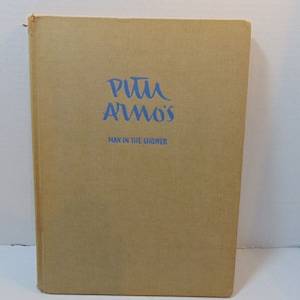 PETER
ARNO'S
MAN IN THE SHOWER